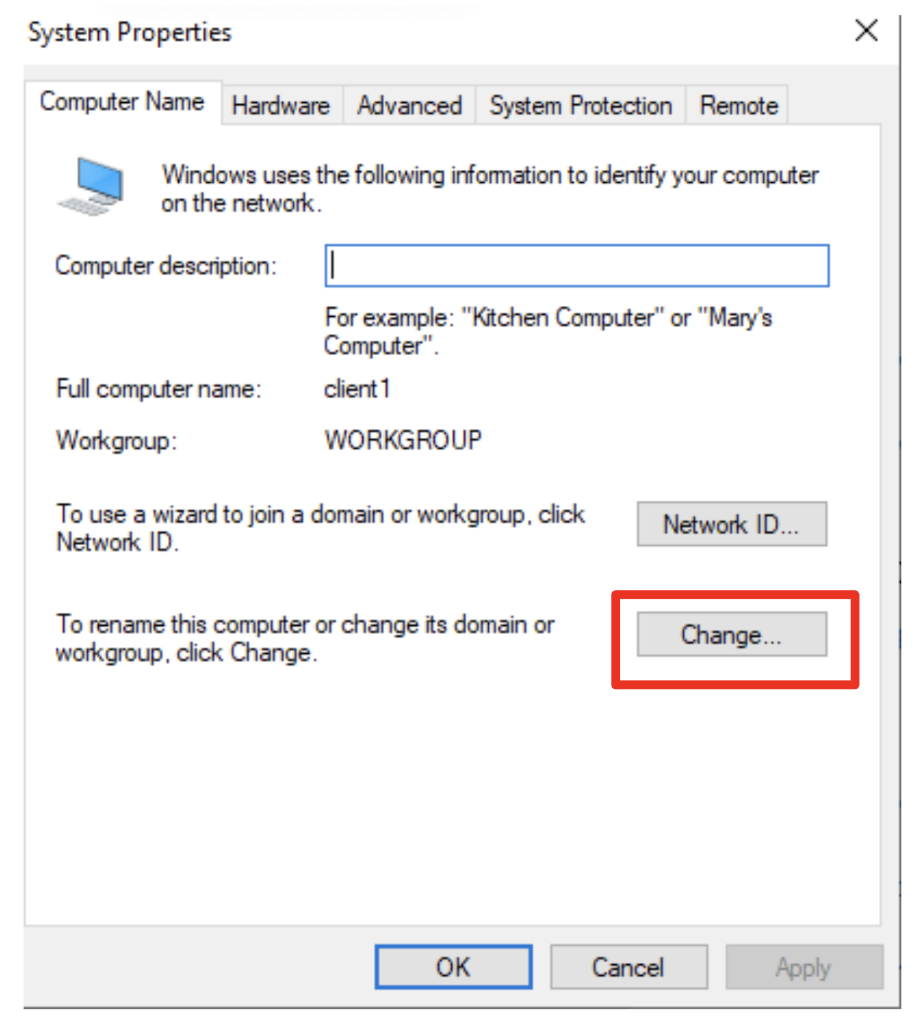 System Properties
Computer Name
Hardware
Advanced
System Protection
Remote
Windows uses the following information to identify your computer
on the network.
Computer description:
For example: "Kitchen Computer" or "Mary's
Computer".
Full computer name:
client1
Workgroup:
WORKGROUP
To use a wizard to join a domain or workgroup, click
Network ID.
Network ID...
To rename this computer or change its domain or
workgroup, click Change.
Change...
OK
Cancel
Apply